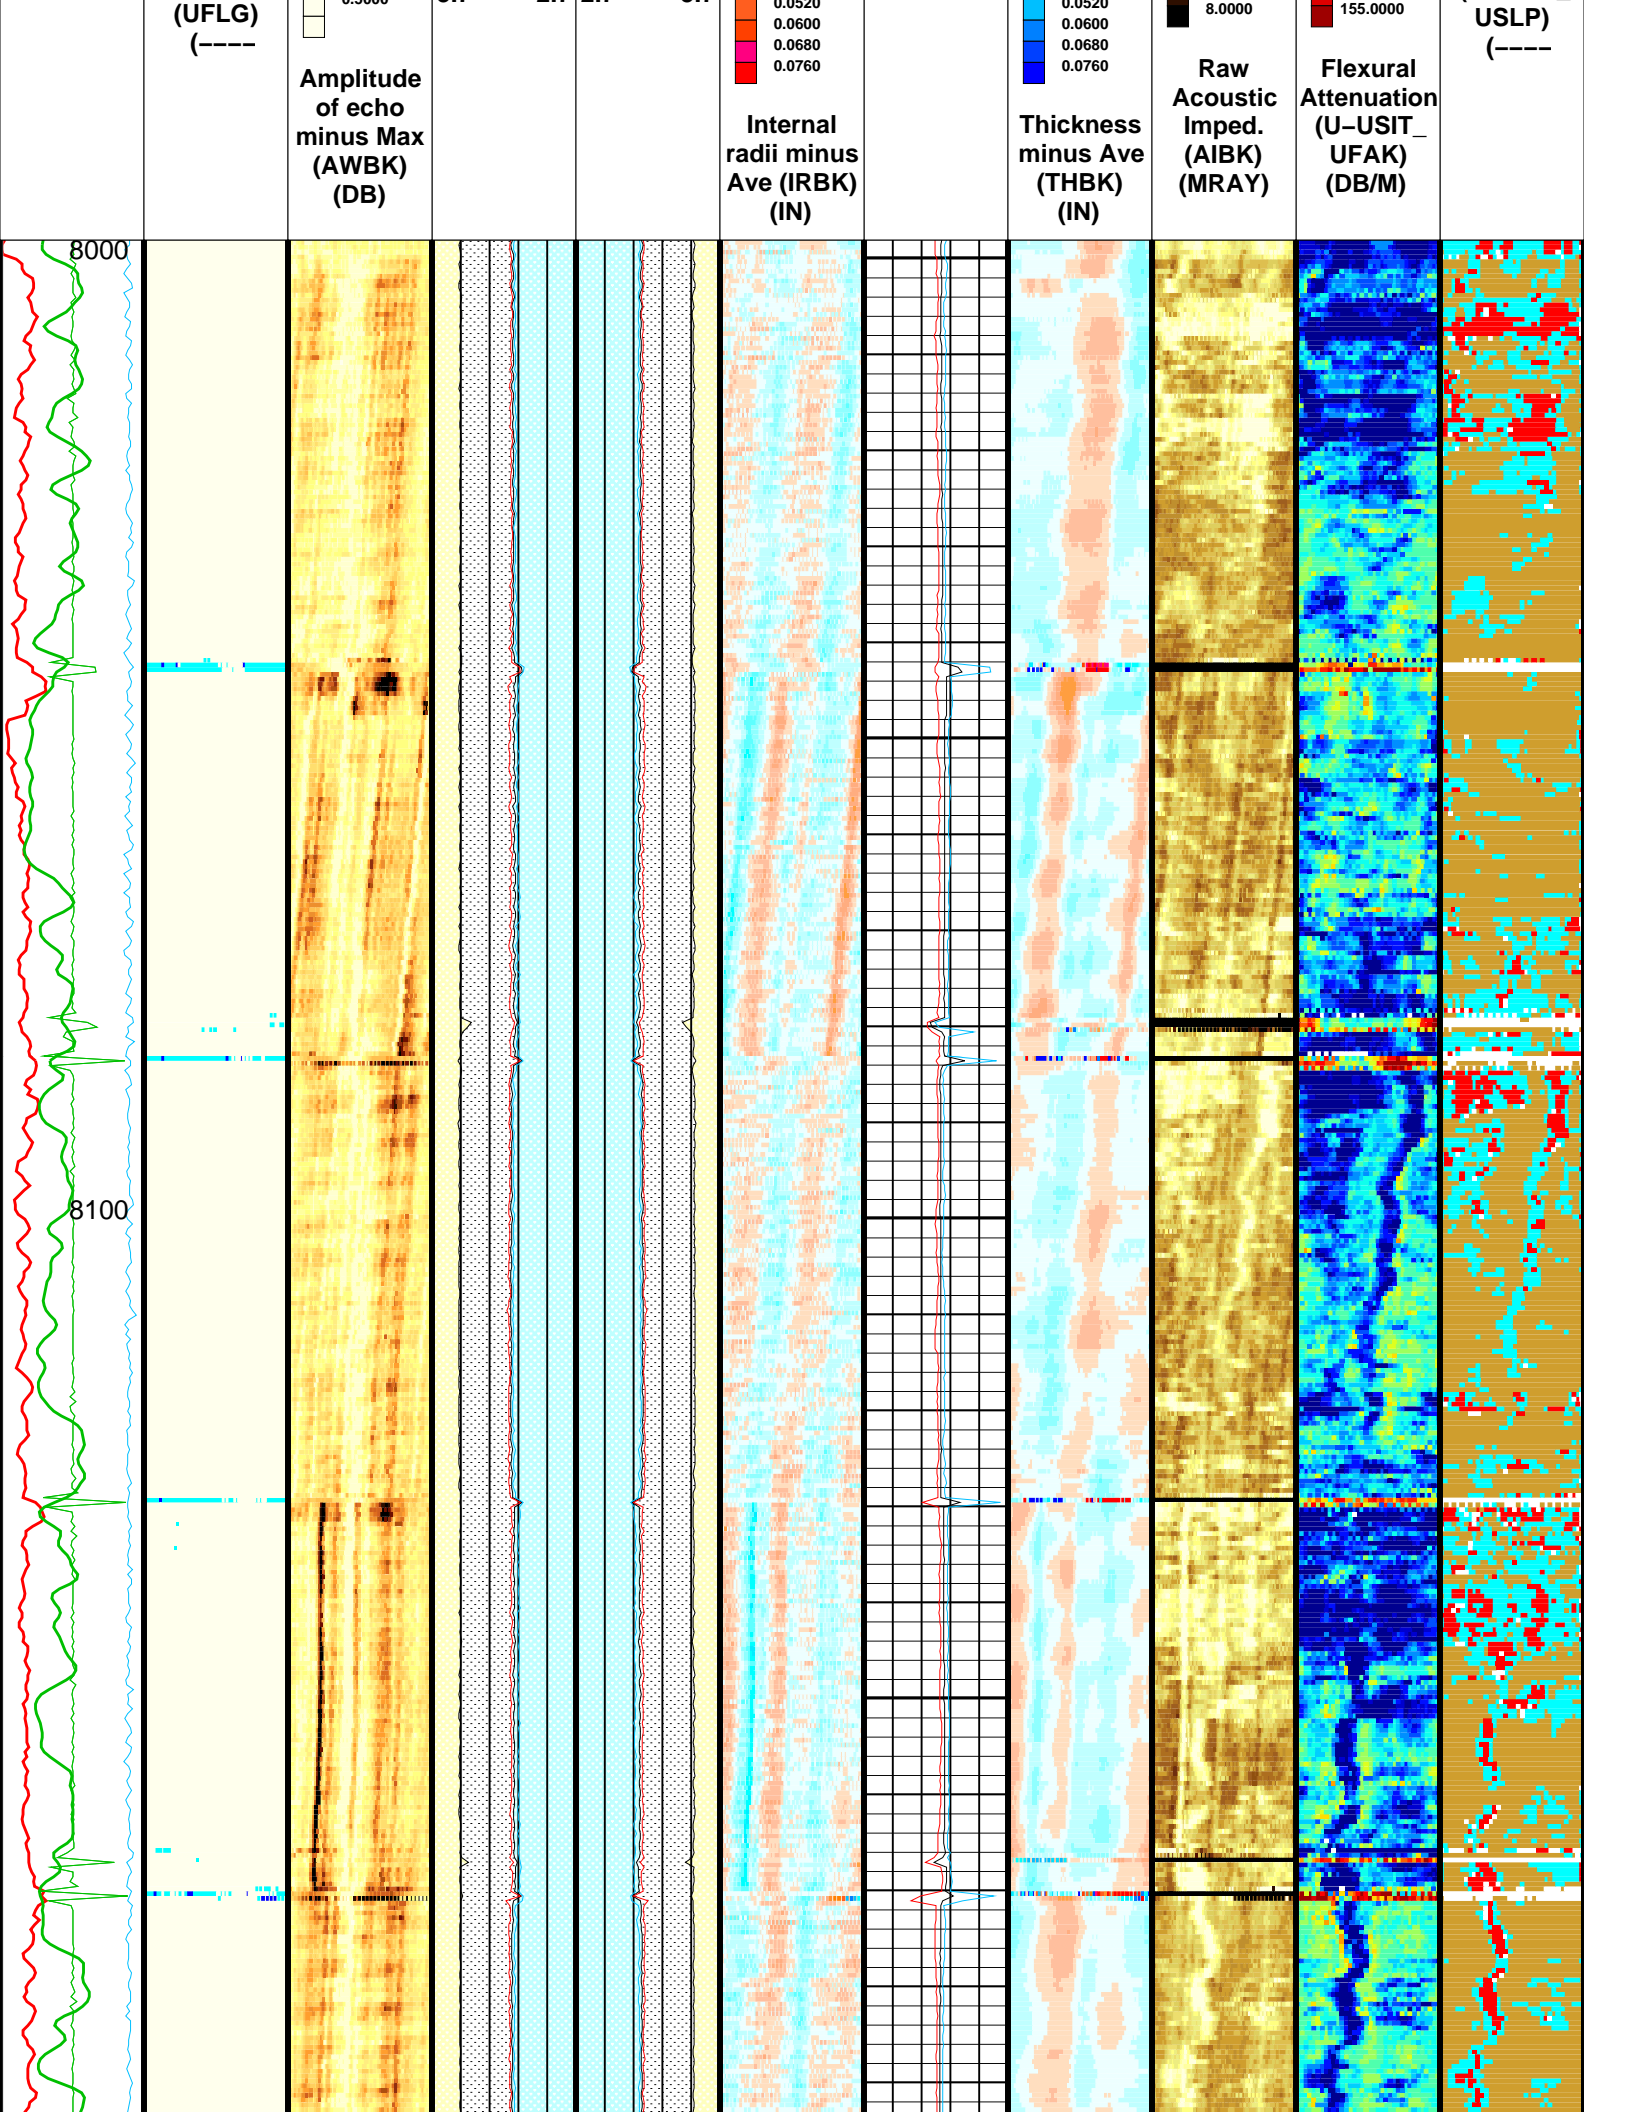 (UFLG)
(----
Amplitude
of echo
minus Max
(AWBK)
(DB)
0.0520
0.0600
0.0680
0.0760
Internal
radii minus
Ave (IRBK)
(IN)
0.0520
0.0600
0.0680
0.0760
Thickness
minus Ave
(THBK)
(IN)
8.0000
Raw
Acoustic
Imped.
(AIBK)
(MRAY)
155.0000
Flexural
Attenuation
(U-USIT_
UFAK)
(DB/M)
USLP)
(----
8000
8100